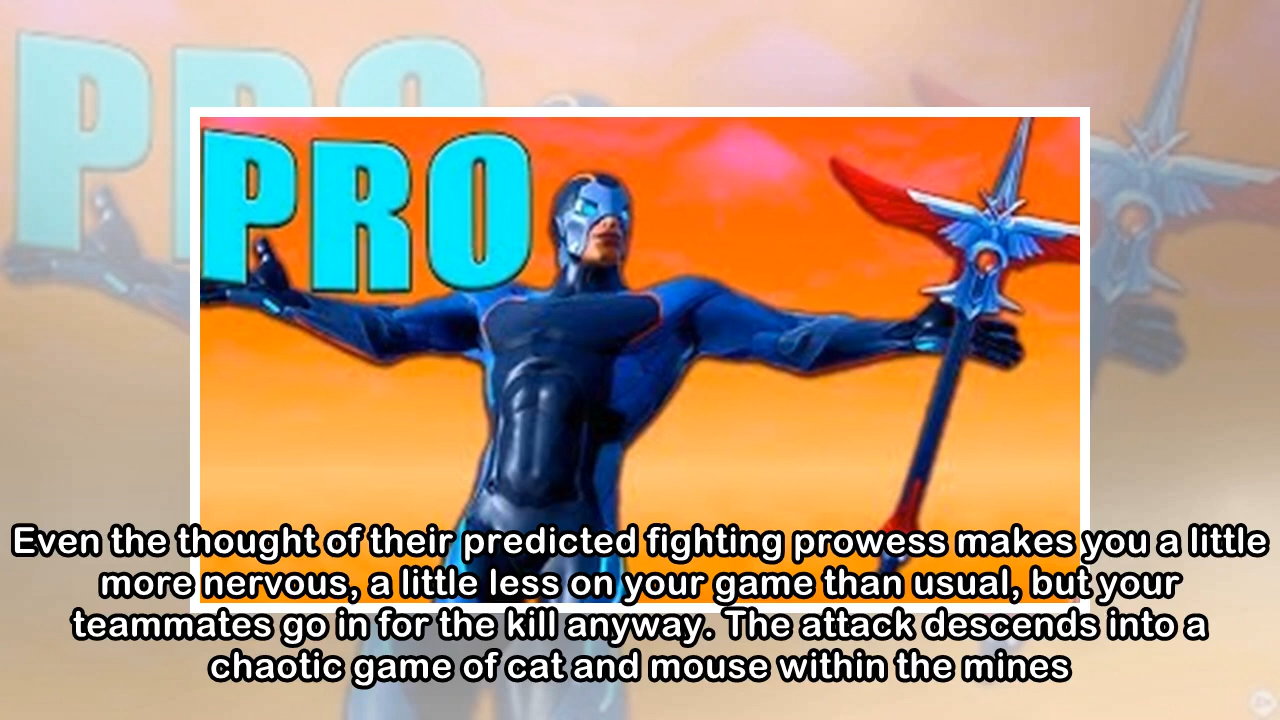 PRO
PRO
Even the thought of their predicted fighting prowess makes you a little
more nervous, a little less on your game than usual, but your
teammates go in for the kill anyway. The attack descends into a
chaotic game of cat and mouse within the mines